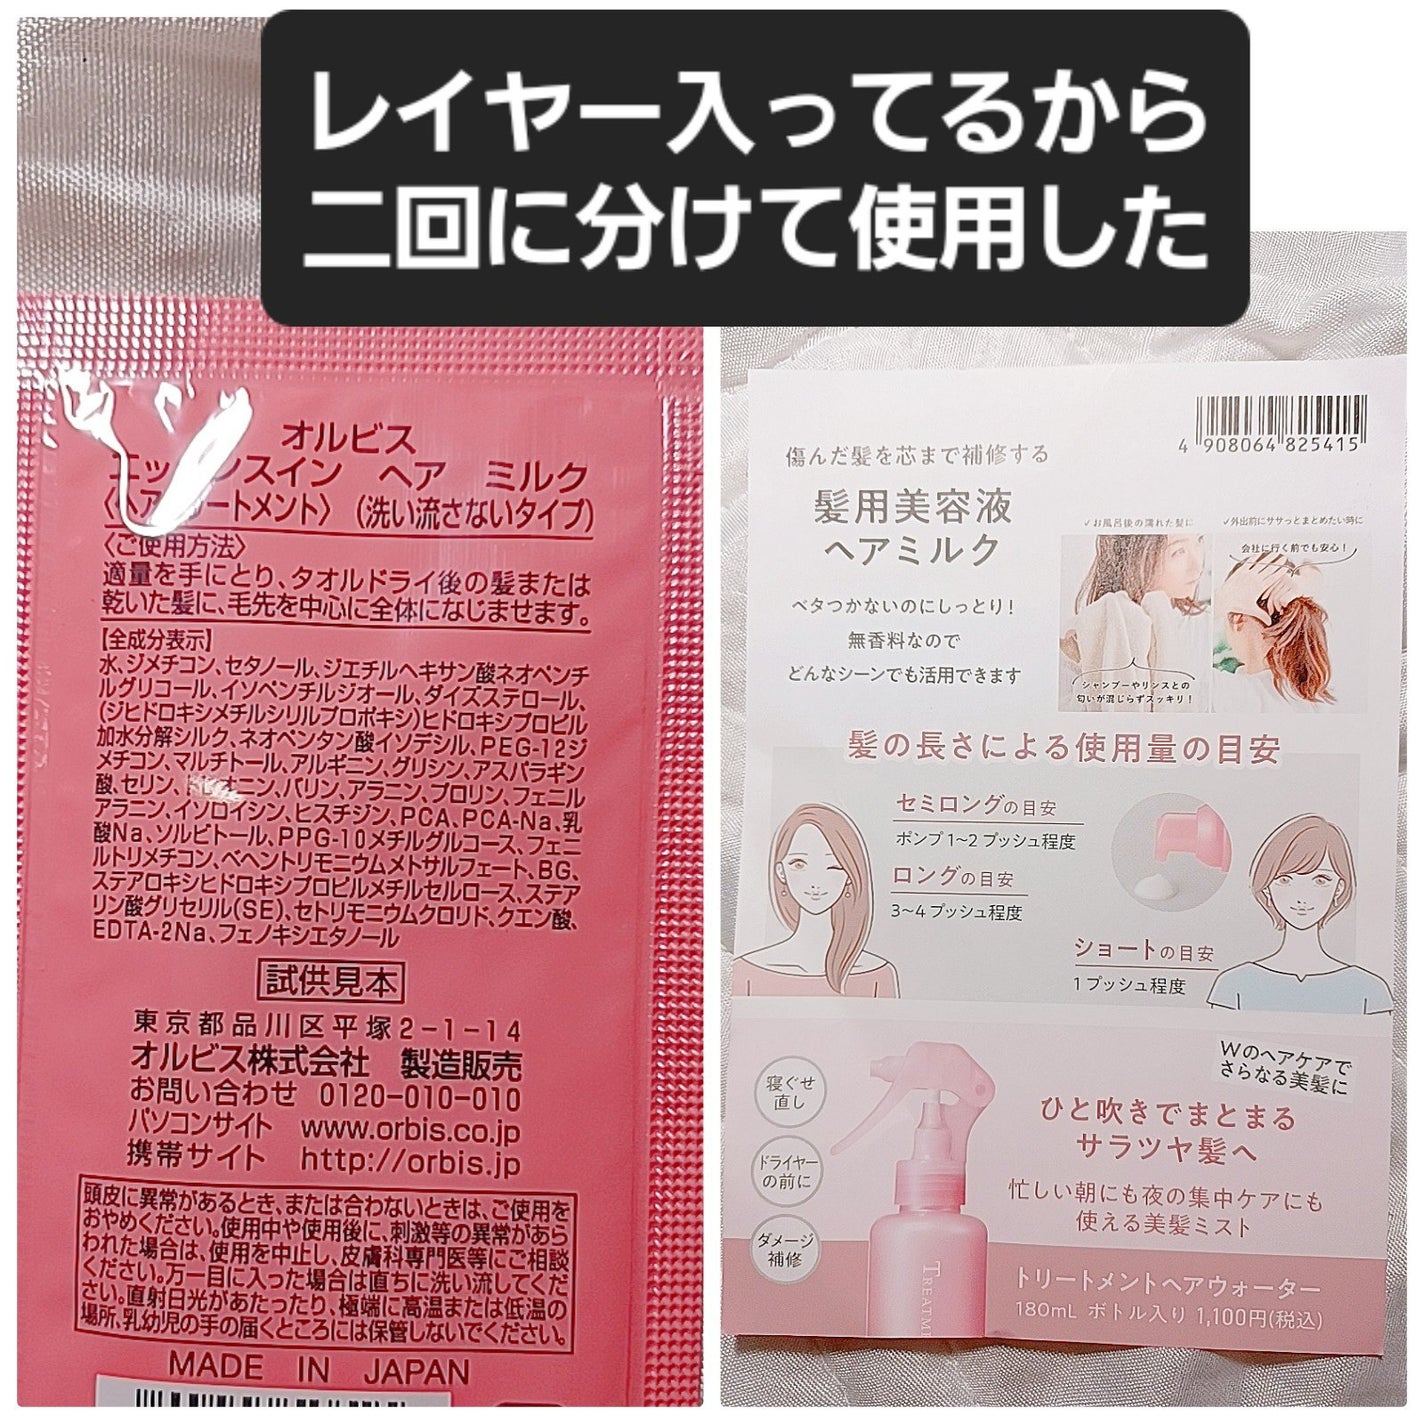 レイヤー入ってるから
二回に分けて使用した
オルビス
エッセンスイン ヘア ミルク
〈ヘアトリートメント〉(洗い流さないタイプ)
〈ご使用方法〉
適量を手にとり、タオルドライ後の髪または
乾いた髪に、毛先を中心に全体になじませます。
【全成分表示】
水、ジメチコン、セタノール、ジエチルヘキサン酸ネオペンチ
ルグリコール、イソペンチルジオール、ダイズステロール、
(ジヒドロキシメチルシリルプロポキシ)ヒドロキシプロピル
加水分解シルク、ネオペンタン酸イソデシル、PEG-12ジ
メチコン、マルチトール、アルギニン、グリシン、アスパラギン
酸、セリン、オニン、バリン、アラニン、プロリン、フェニル
アラニン、イソロイシン、ヒスチジン、PCA、PCA-Na、乳
酸Na、ソルビトール、PPG-10メチルグルコース、フェニ
ルトリメチコン、ベヘントリモニウムメトサルフェート、BG、
ステアロキシヒドロキシプロピルメチルセルロース、ステア
リン酸グリセリル(SE)、セトリモニウムクロリド、クエン酸、
EDTA-2Na、フェノキシエタノール
試供見本
東京都品川区平塚2-1-14
オルビス株式会社 製造販売
お問い合わせ 0120-010-010
パソコンサイト www.orbis.co.jp
携帯サイト http://orbis.jp
頭皮に異常があるとき、または合わないときは、ご使用を
おやめください。使用中や使用後に、刺激等の異常があら
われた場合は、使用を中止し、皮膚科専門医等にご相談
ください。万一目に入った場合は直ちに洗い流してくだ
さい。直射日光があたったり、極端に高温または低温の
場所、乳幼児の手の届くところには保管しないでください。
MADE IN JAPAN
4 908064 825415
傷んだ髪を芯まで補修する
髪用美容液
ヘアミルク
ベタつかないのにしっとり！
無香料なので
どんなシーンでも活用できます
✓お風呂後の濡れた髪に
✓外出前にササっとまとめたい時に
会社に行く前でも安心！
シャンプーやリンスとの
匂いが混じらずスッキリ！
髪の長さによる使用量の目安
セミロングの目安
ポンプ1~2プッシュ程度
ロングの目安
3~4プッシュ程度
ショートの目安
1プッシュ程度
Wのヘアケアで
さらなる美髪に
寝ぐせ
直し
ドライヤー
の前に
ダメージ
補修
ひと吹きでまとまる
サラツヤ髪へ
忙しい朝にも夜の集中ケアにも
使える美髪ミスト
トリートメントヘアウォーター
180mL ボトル入り 1,100円(税込)
TREATM